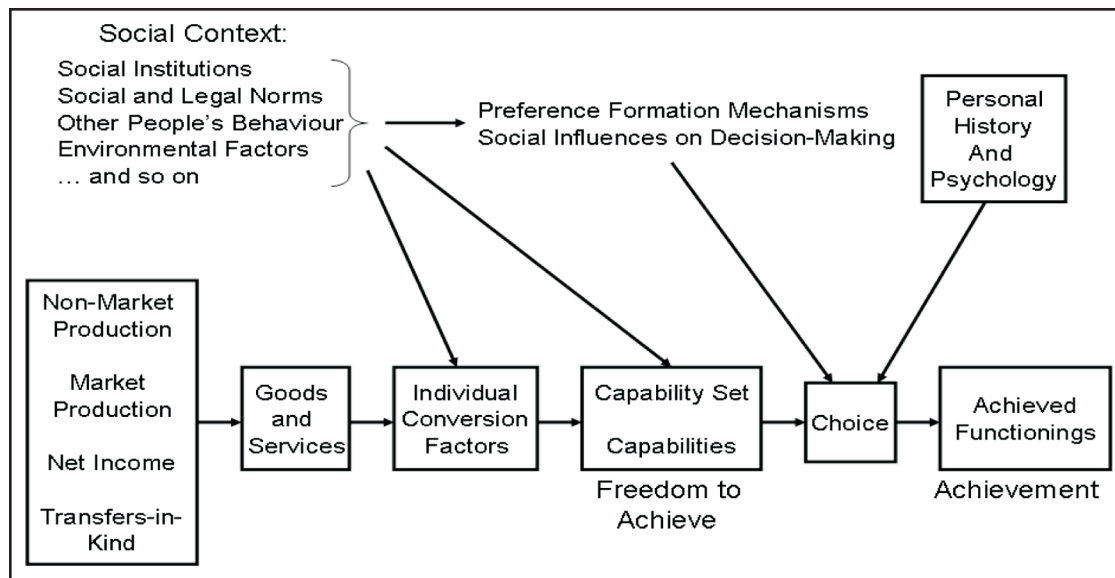 Social Context:
Social Institutions
Social and Legal Norms
Other People's Behaviour
Environmental Factors
... and so on
Preference Formation Mechanisms
Social Influences on Decision-Making
Personal
History
And
Psychology
Non-Market
Production
Market
Production
Net Income
Transfers-in-
Kind
Goods
and
Services
Individual
Conversion
Factors
Capability Set
Capabilities
Freedom to
Achieve
Choice
Achieved
Functionings
Achievement